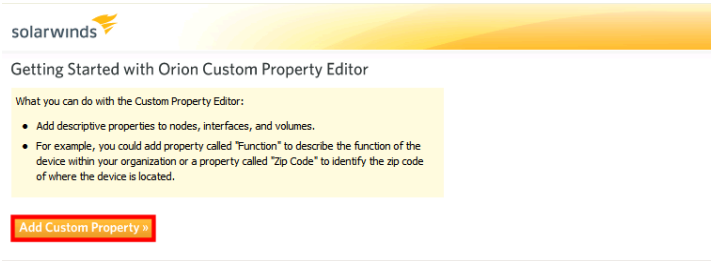 solarwinds
Getting Started with Orion Custom Property Editor
What you can do with the Custom Property Editor:
• Add descriptive properties to nodes, interfaces, and volumes.
• For example, you could add property called "Function" to describe the function of the
device within your organization or a property called "Zip Code" to identify the zip code
of where the device is located.
Add Custom Property »